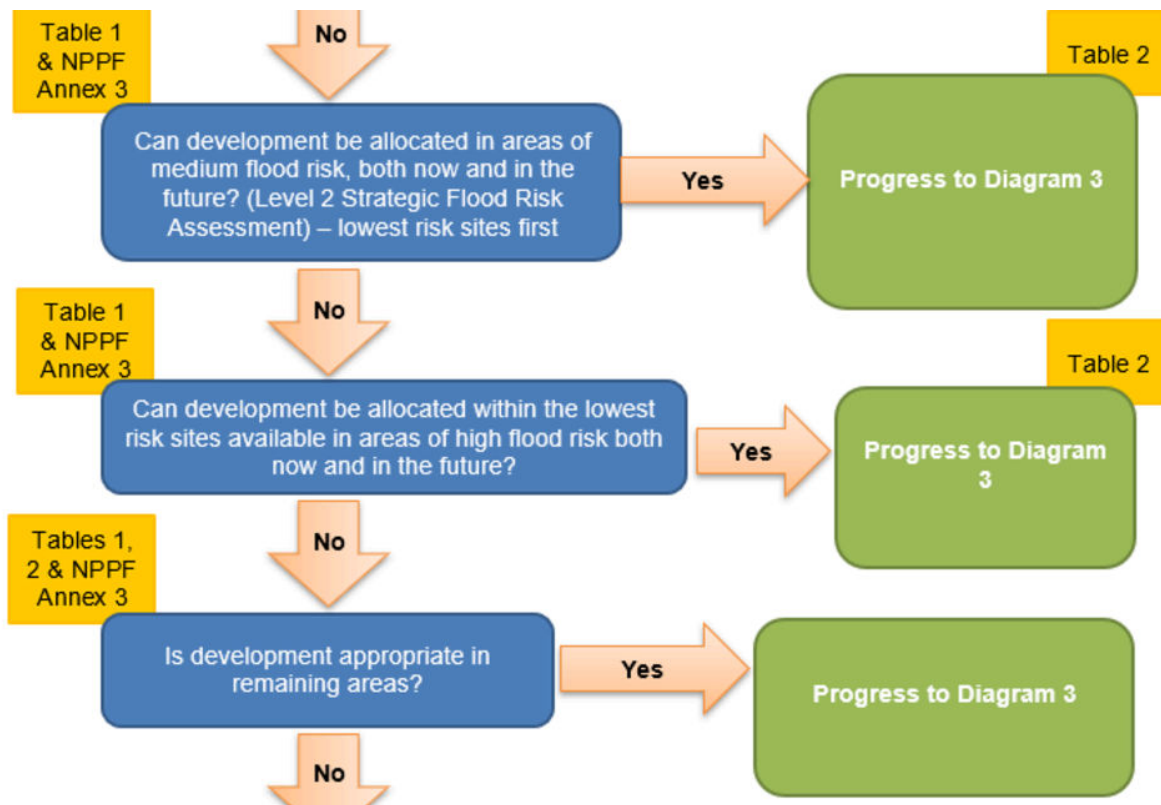 Table 1
& NPPF
Annex 3
No
Table 2
Can development be allocated in areas of
medium flood risk, both now and in the
future? (Level 2 Strategic Flood Risk
Assessment) – lowest risk sites first
Yes
Progress to Diagram 3
Table 1
& NPPF
Annex 3
No
Table 2
Can development be allocated within the lowest
risk sites available in areas of high flood risk both
now and in the future?
Yes
Progress to Diagram
3
Tables 1,
2 & NPPF
Annex 3
No
Is development appropriate in
remaining areas?
Yes
Progress to Diagram 3
No